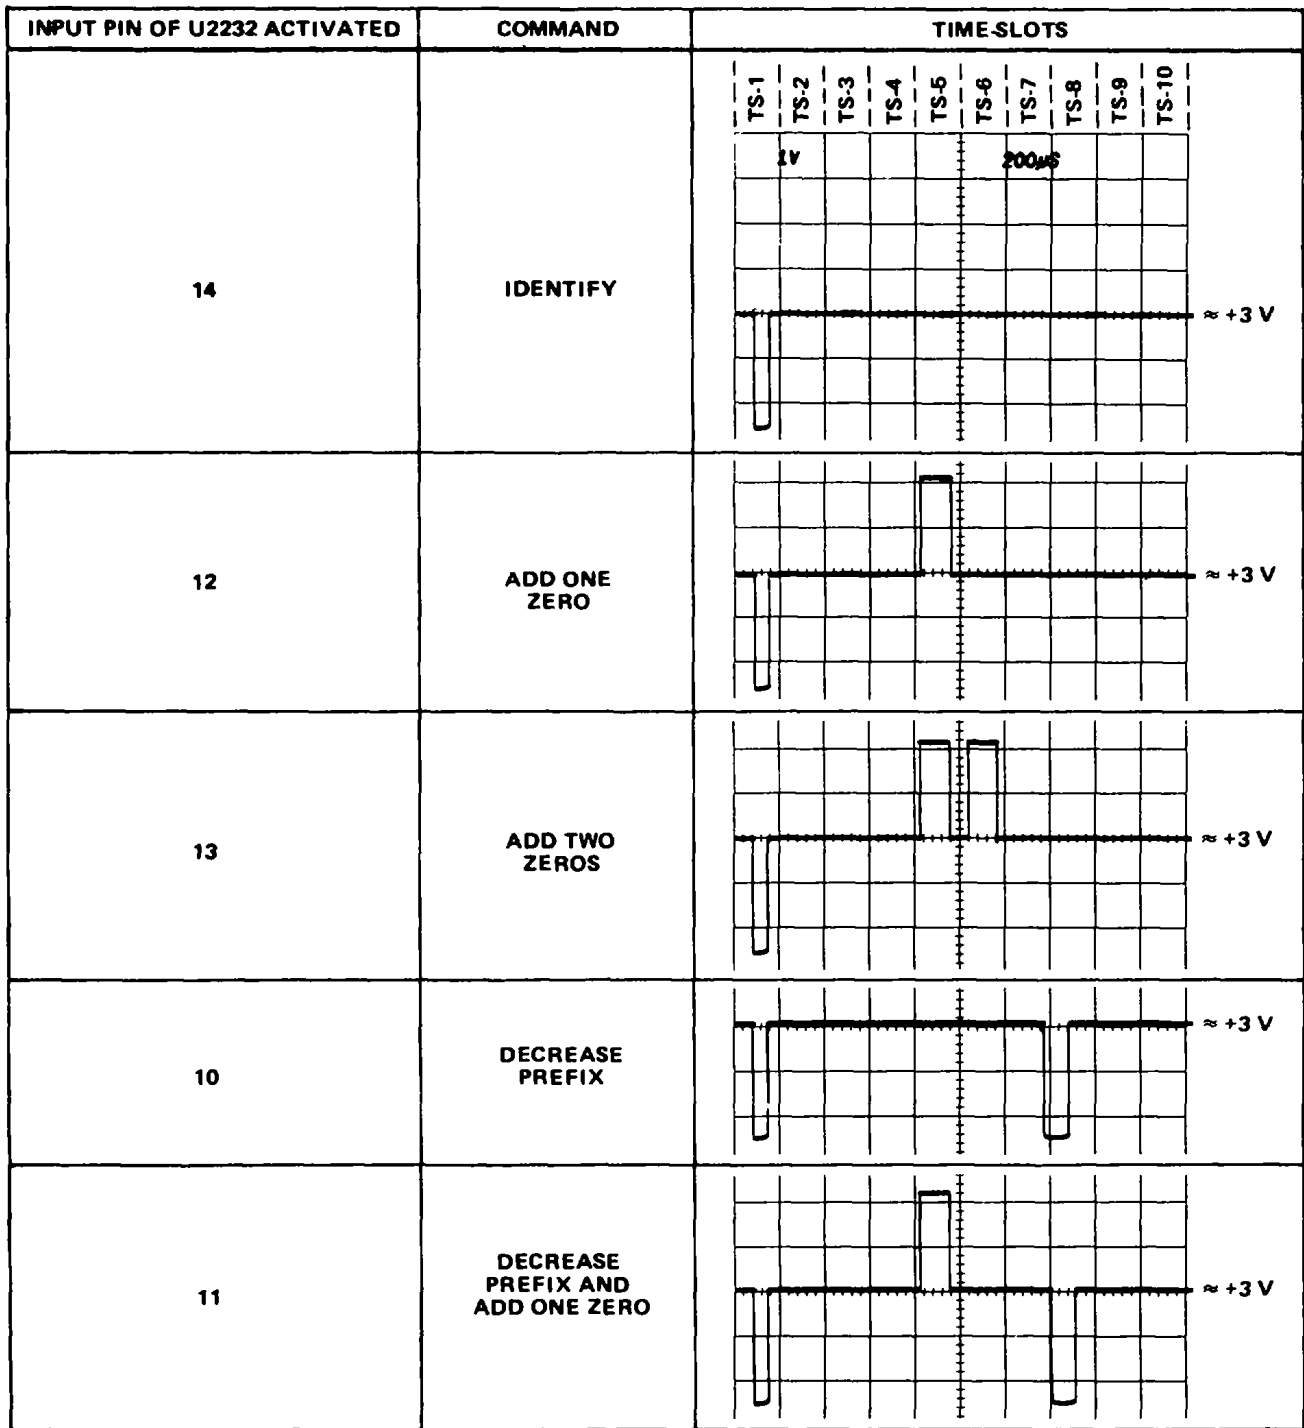 INPUT PIN OF U2232 ACTIVATED
COMMAND
TIME-SLOTS
TS-1
TS-2
TS-3
TS-4
TS-5
TS-6
TS-7
TS-8
TS-9
TS-10
1V
200µS
14
IDENTIFY
≈ +3 V
12
ADD ONE
ZERO
≈ +3 V
13
ADD TWO
ZEROS
≈ +3 V
10
DECREASE
PREFIX
≈ +3 V
11
DECREASE
PREFIX AND
ADD ONE ZERO
≈ +3 V